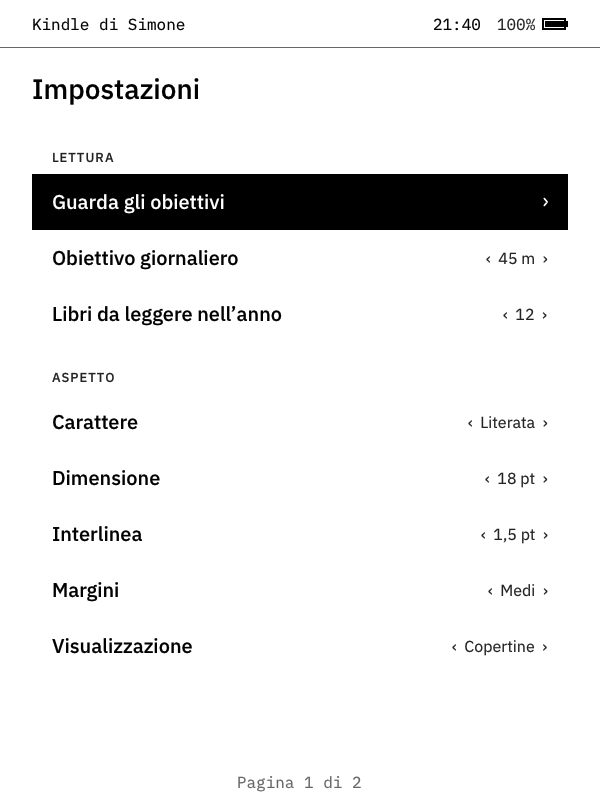 Kindle di Simone 21:40 100%
Impostazioni
LETTURA
Guarda gli obiettivi ›
Obiettivo giornaliero ‹ 45 m ›
Libri da leggere nell’anno ‹ 12 ›
ASPETTO
Carattere ‹ Literata ›
Dimensione ‹ 18 pt ›
Interlinea ‹ 1,5 pt ›
Margini ‹ Medi ›
Visualizzazione ‹ Copertine ›
Pagina 1 di 2